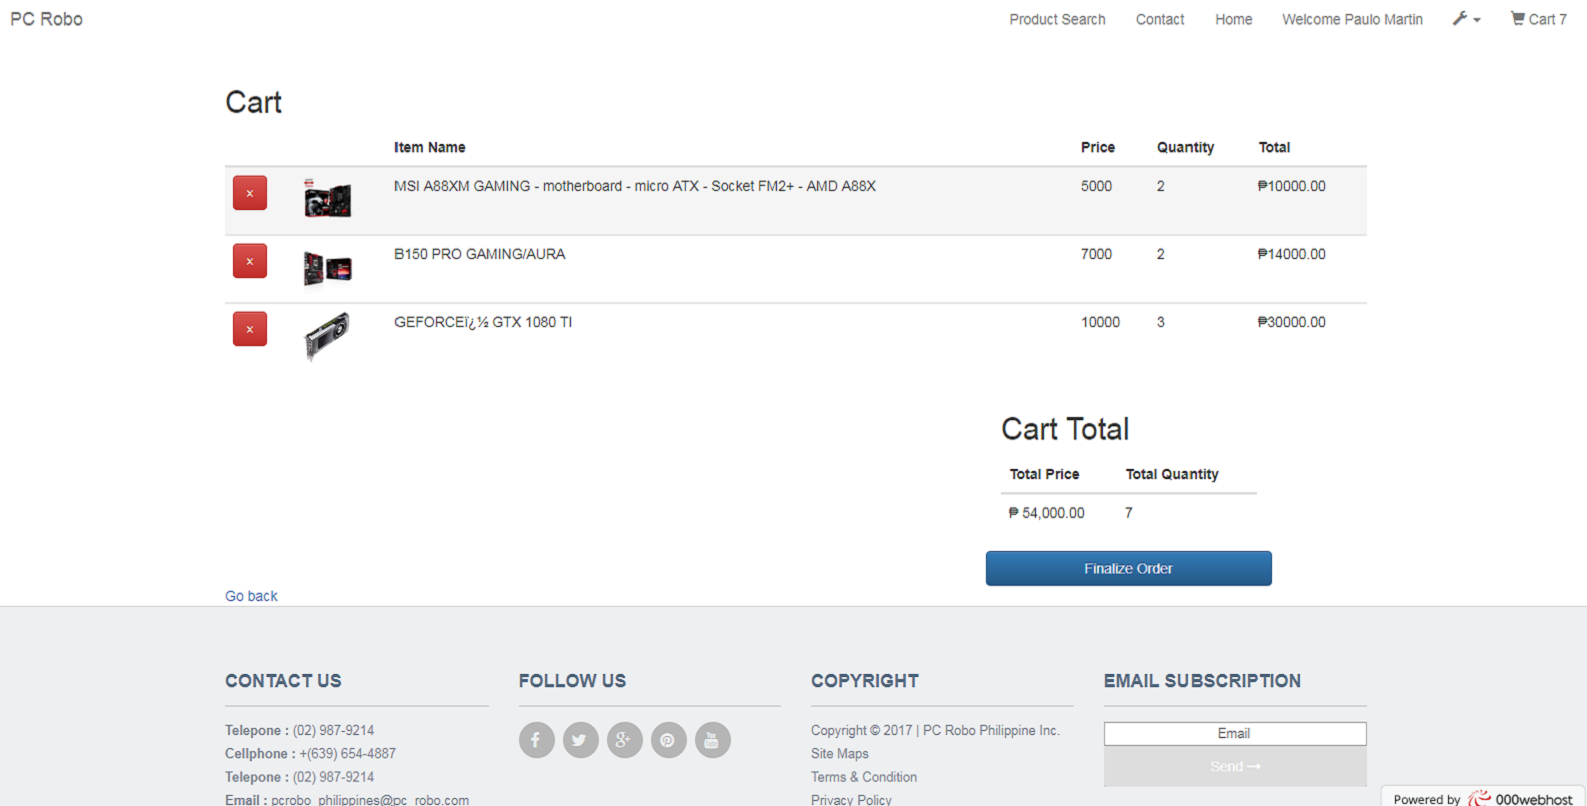 PC Robo Product Search Contact Home Welcome Paulo Martin Cart 7
Cart
Item Name Price Quantity Total
x MSI A88XM GAMING - motherboard - micro ATX - Socket FM2+ - AMD A88X 5000 2 ₱10000.00
x B150 PRO GAMING/AURA 7000 2 ₱14000.00
x GEFORCEï¿½ GTX 1080 TI 10000 3 ₱30000.00
Cart Total
Total Price Total Quantity
₱ 54,000.00 7
Finalize Order
Go back
CONTACT US
Telepone : (02) 987-9214
Cellphone : +(639) 654-4887
Telepone : (02) 987-9214
Email : pcrobo_philippines@pc_robo.com
FOLLOW US
COPYRIGHT
Copyright © 2017 | PC Robo Philippine Inc.
Site Maps
Terms & Condition
Privacy Policy
EMAIL SUBSCRIPTION
Email
Send →
Powered by 000webhost